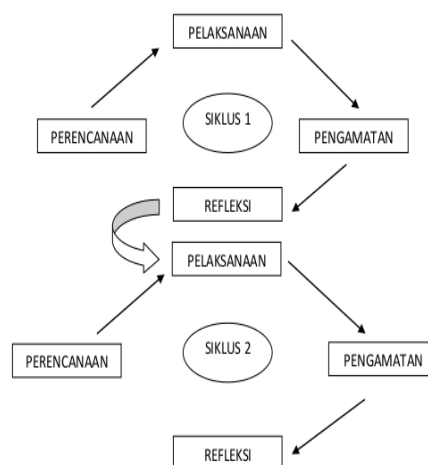 PELAKSANAAN
SIKLUS 1
PERENCANAAN
PENGAMATAN
REFLEKSI
PELAKSANAAN
SIKLUS 2
PERENCANAAN
PENGAMATAN
REFLEKSI